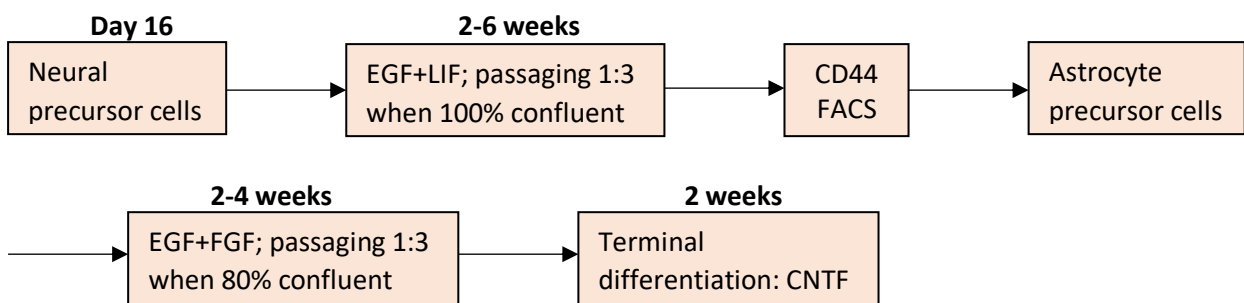 Day 16
Neural
precursor cells
2-6 weeks
EGF+LIF; passaging 1:3
when 100% confluent
CD44
FACS
Astrocyte
precursor cells
2-4 weeks
EGF+FGF; passaging 1:3
when 80% confluent
2 weeks
Terminal
differentiation: CNTF